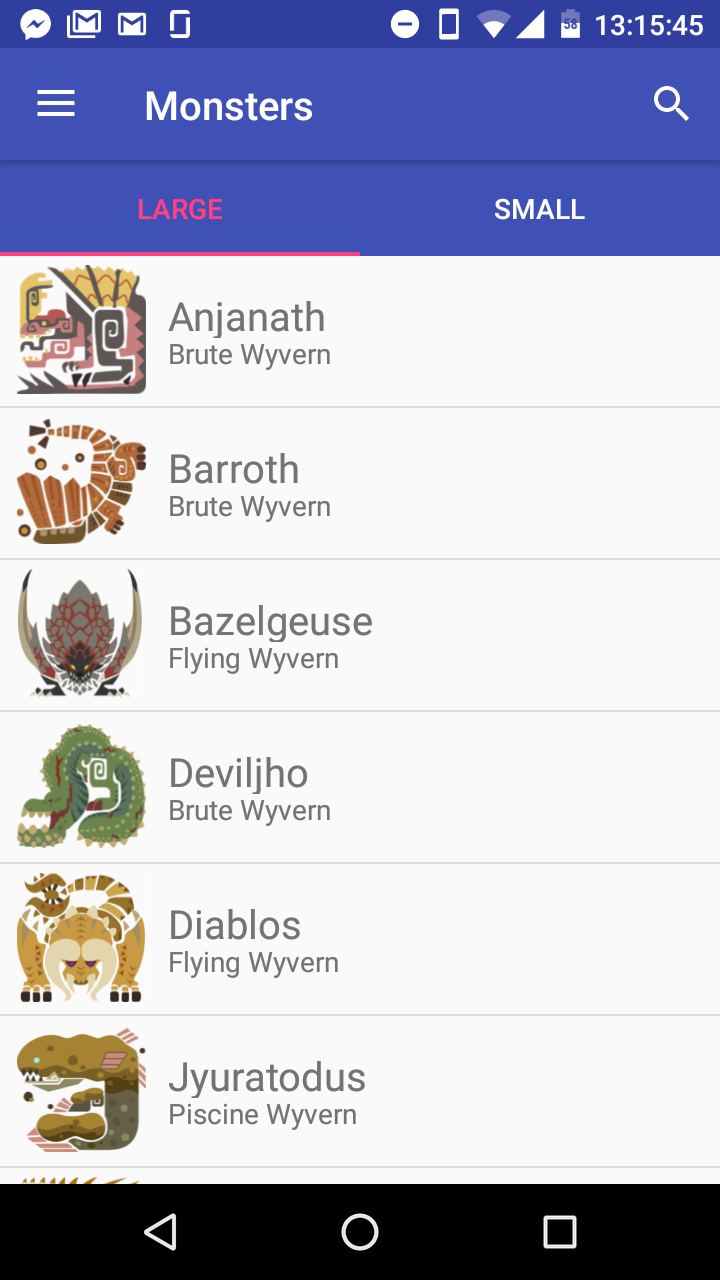 58 13:15:45
Monsters
LARGE SMALL
Anjanath
Brute Wyvern
Barroth
Brute Wyvern
Bazelgeuse
Flying Wyvern
Deviljho
Brute Wyvern
Diablos
Flying Wyvern
Jyuratodus
Piscine Wyvern